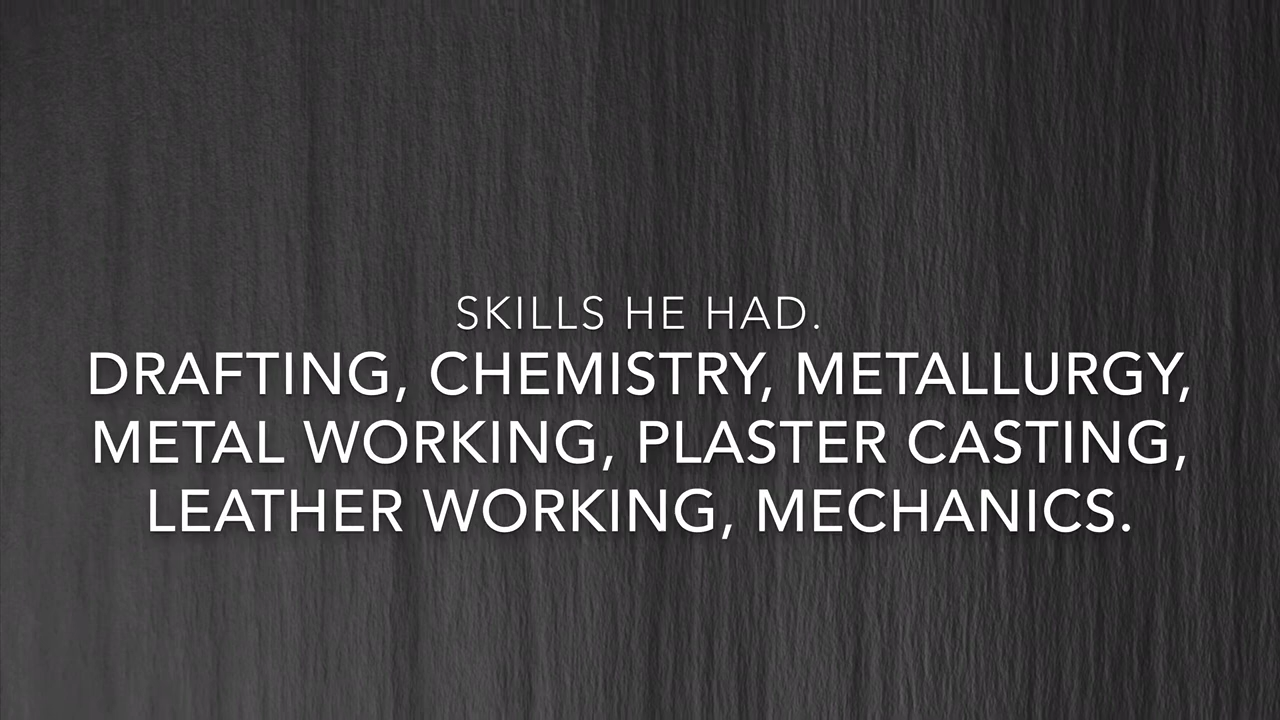 SKILLS HE HAD.
DRAFTING, CHEMISTRY, METALLURGY,
METAL WORKING, PLASTER CASTING,
LEATHER WORKING, MECHANICS.